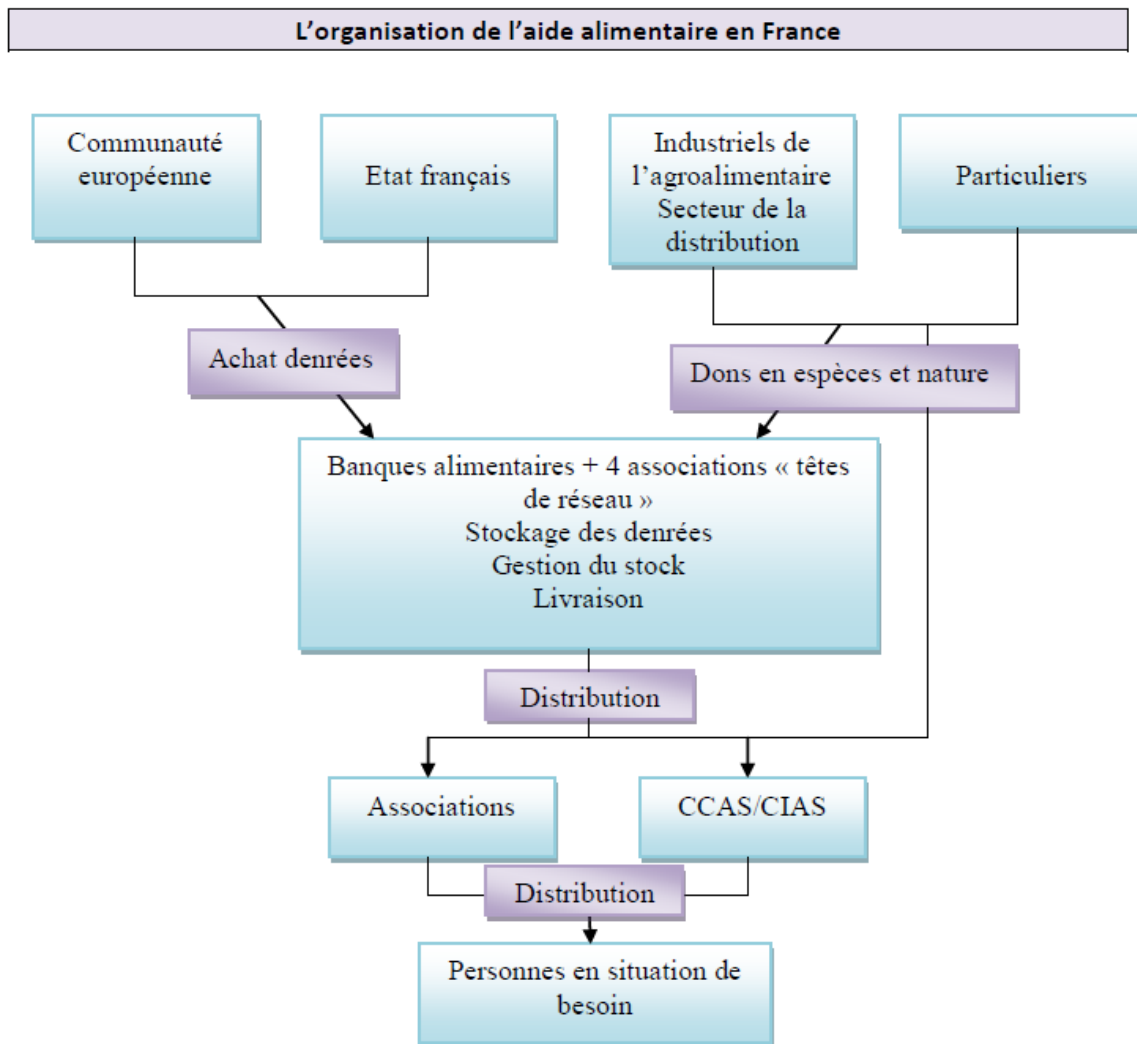 L'organisation de l'aide alimentaire en France
Communauté
européenne
Etat français
Industriels de
l'agroalimentaire
Secteur de la
distribution
Particuliers
Achat denrées
Dons en espèces et nature
Banques alimentaires + 4 associations « têtes
de réseau »
Stockage des denrées
Gestion du stock
Livraison
Distribution
Associations
CCAS/CIAS
Distribution
Personnes en situation de
besoin